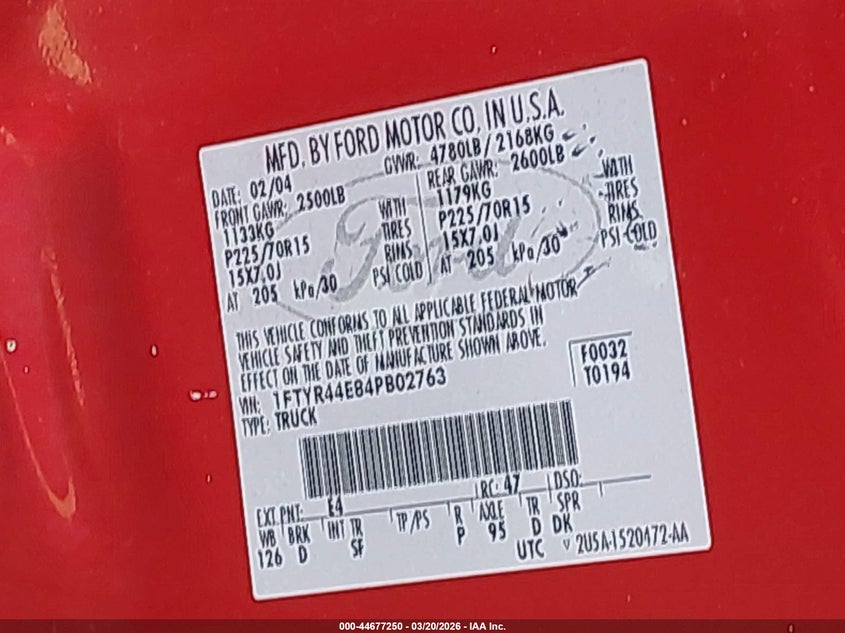 MFD. BY FORD MOTOR CO. IN U.S.A.
DATE: 02/04 GVWR: 4780LB / 2168KG
FRONT GAWR: 2500LB REAR GAWR: 2600LB
1133KG WITH 1179KG WITH
P225/70R15 TIRES P225/70R15 TIRES
15X7.0J RIMS 15X7.0J RIMS
AT 205 kPa/30 PSI COLD AT 205 kPa/30 PSI COLD
Ford
THIS VEHICLE CONFORMS TO ALL APPLICABLE FEDERAL MOTOR
VEHICLE SAFETY AND THEFT PREVENTION STANDARDS IN
EFFECT ON THE DATE OF MANUFACTURE SHOWN ABOVE.
VIN: 1FTYR44E84PB02763 F0032
TYPE: TRUCK T0194
EXT PNT: E4 RC: 47 DSO:
WB BRK INT TR TP/PS R AXLE TR SPR
126 D SF P 95 D DK
UTC V 2U5A-1520472-AA
000-44677250 - 03/20/2026 - IAA Inc.